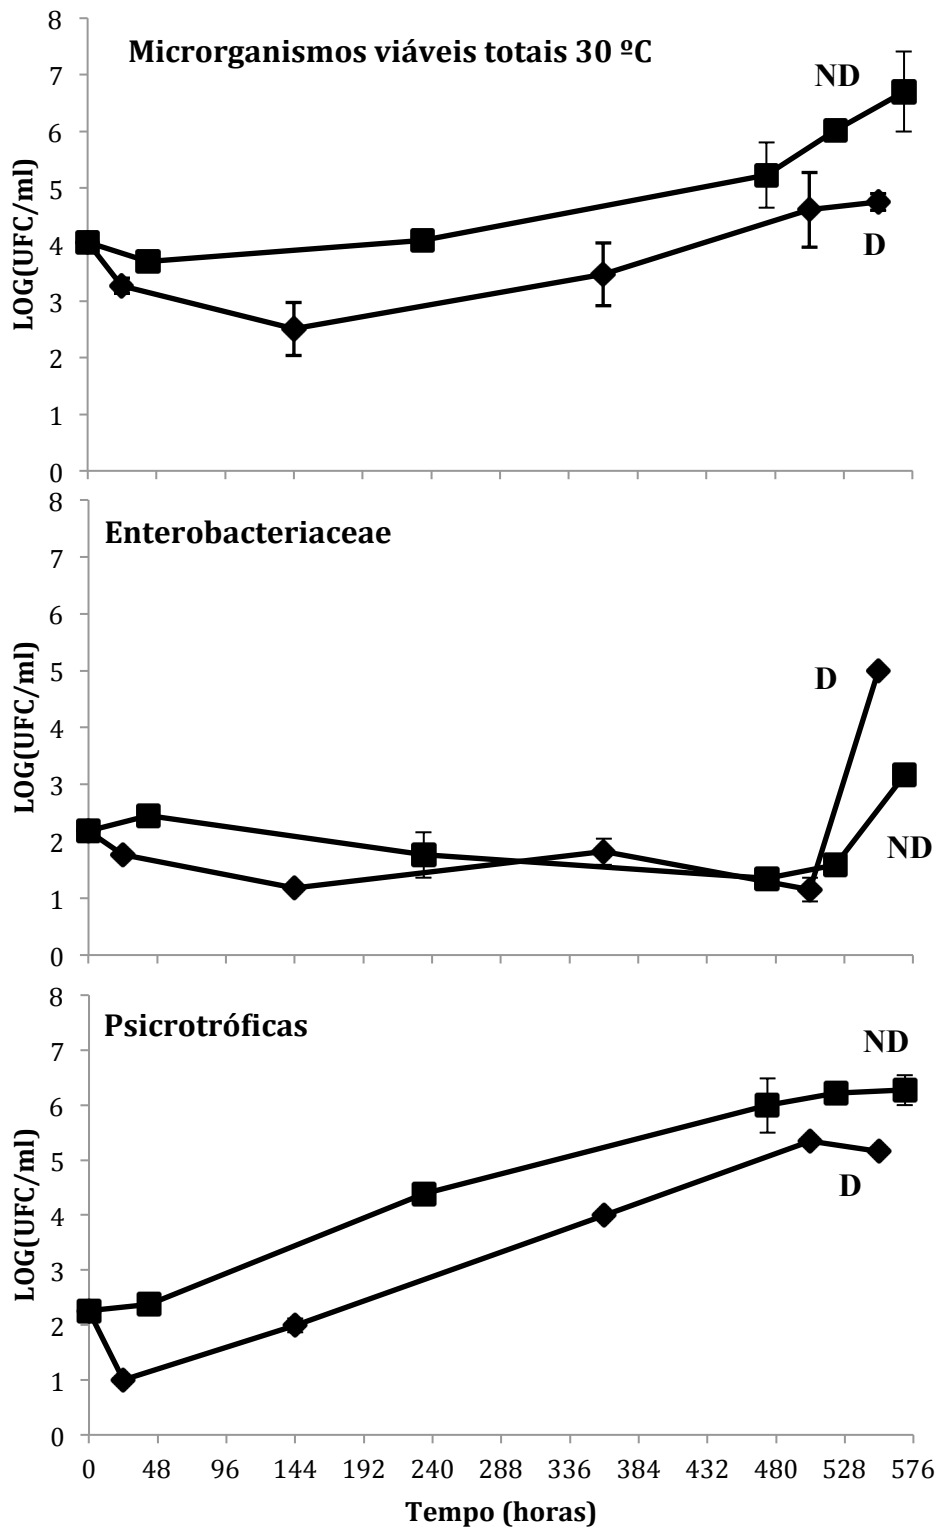 8
Microrganismos viáveis totais 30 ºC
7
ND
6
5
4
D
3
2
1
0
LOG(UFC/ml)
8
Enterobacteriaceae
7
6
5
D
4
3
2
ND
1
0
LOG(UFC/ml)
8
Psicrotróficas
ND
7
6
5
D
4
3
2
1
0
LOG(UFC/ml)
0 48 96 144 192 240 288 336 384 432 480 528 576
Tempo (horas)